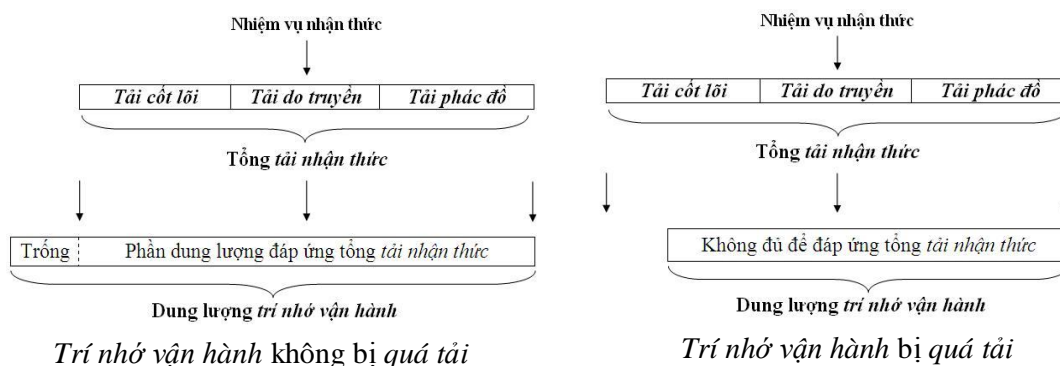 Nhiệm vụ nhận thức
Tải cốt lõi Tải do truyền Tải phác đồ
Tổng tải nhận thức
Trống Phần dung lượng đáp ứng tổng tải nhận thức
Dung lượng trí nhớ vận hành
Trí nhớ vận hành không bị quá tải
Nhiệm vụ nhận thức
Tải cốt lõi Tải do truyền Tải phác đồ
Tổng tải nhận thức
Không đủ để đáp ứng tổng tải nhận thức
Dung lượng trí nhớ vận hành
Trí nhớ vận hành bị quá tải